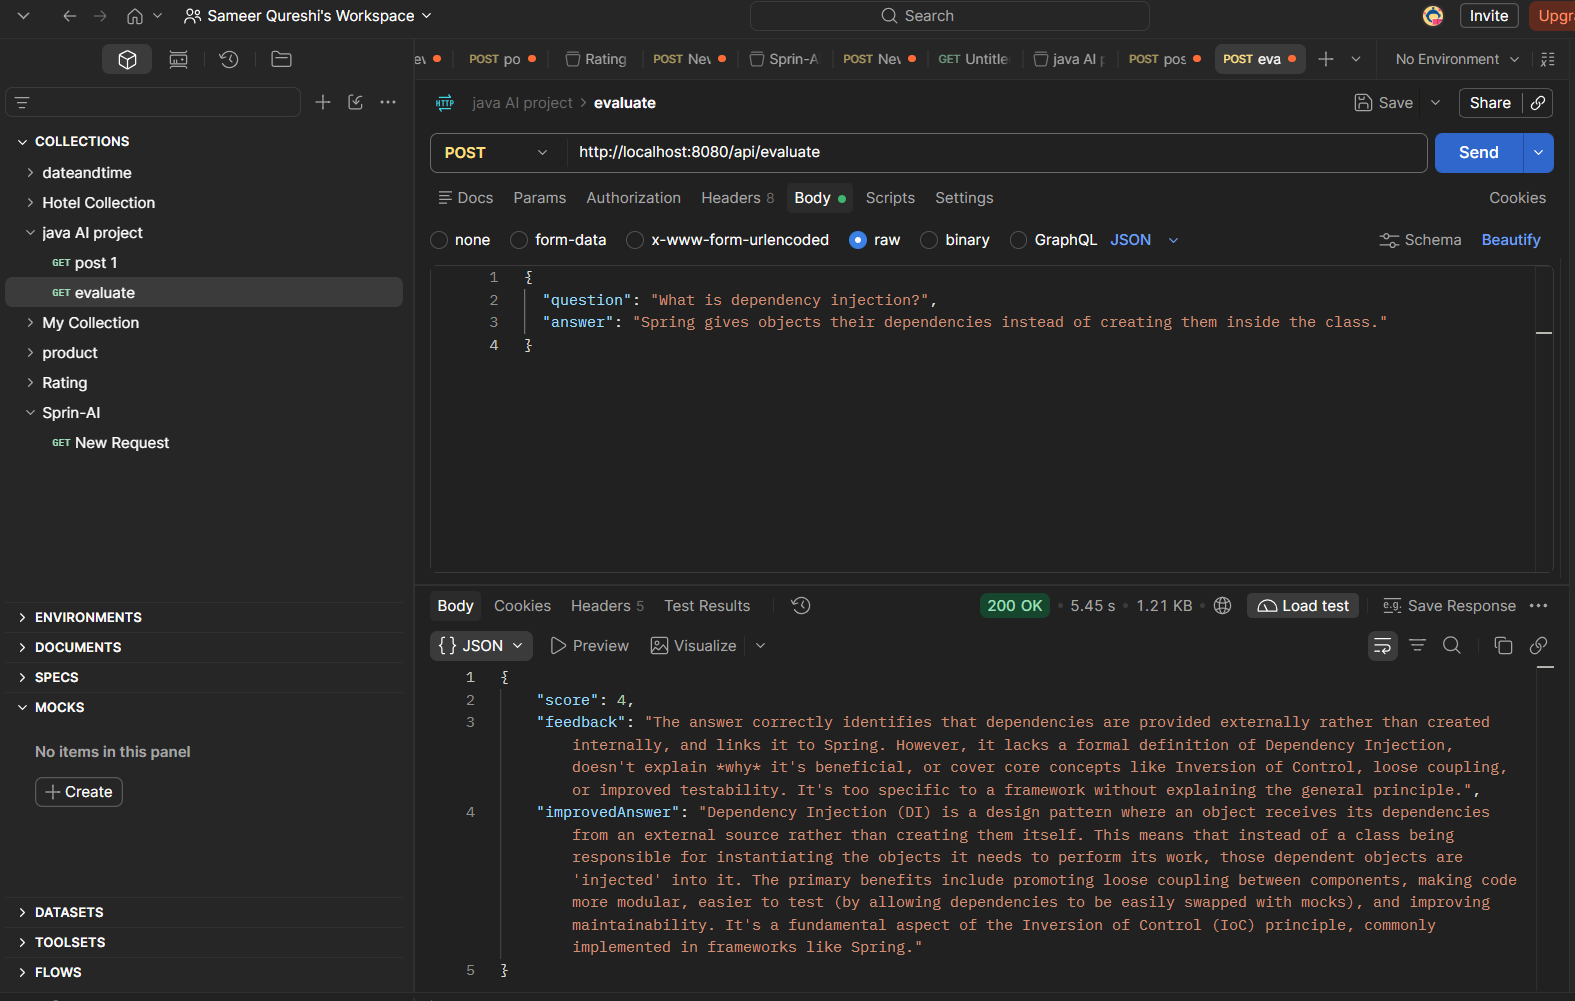 Sameer Qureshi's Workspace
Search
Invite
Upgra
POST po
Rating
POST Nev
Sprin-A
POST Nev
GET Untitle
java AI p
POST pos
POST eva
No Environment
java AI project > evaluate
Save
Share
POST
http://localhost:8080/api/evaluate
Send
Docs Params Authorization Headers 8 Body Scripts Settings
Cookies
none form-data x-www-form-urlencoded raw binary GraphQL JSON
Schema Beautify
1 {
2 "question": "What is dependency injection?",
3 "answer": "Spring gives objects their dependencies instead of creating them inside the class."
4 }
COLLECTIONS
dateandtime
Hotel Collection
java AI project
GET post 1
GET evaluate
My Collection
product
Rating
Sprin-AI
GET New Request
ENVIRONMENTS
DOCUMENTS
SPECS
MOCKS
No items in this panel
Create
DATASETS
TOOLSETS
FLOWS
Body Cookies Headers 5 Test Results
200 OK • 5.45 s • 1.21 KB
Load test
e.g. Save Response
{} JSON Preview Visualize
1 {
2 "score": 4,
3 "feedback": "The answer correctly identifies that dependencies are provided externally rather than created
internally, and links it to Spring. However, it lacks a formal definition of Dependency Injection,
doesn't explain *why* it's beneficial, or cover core concepts like Inversion of Control, loose coupling,
or improved testability. It's too specific to a framework without explaining the general principle.",
4 "improvedAnswer": "Dependency Injection (DI) is a design pattern where an object receives its dependencies
from an external source rather than creating them itself. This means that instead of a class being
responsible for instantiating the objects it needs to perform its work, those dependent objects are
'injected' into it. The primary benefits include promoting loose coupling between components, making code
more modular, easier to test (by allowing dependencies to be easily swapped with mocks), and improving
maintainability. It's a fundamental aspect of the Inversion of Control (IoC) principle, commonly
implemented in frameworks like Spring."
5 }